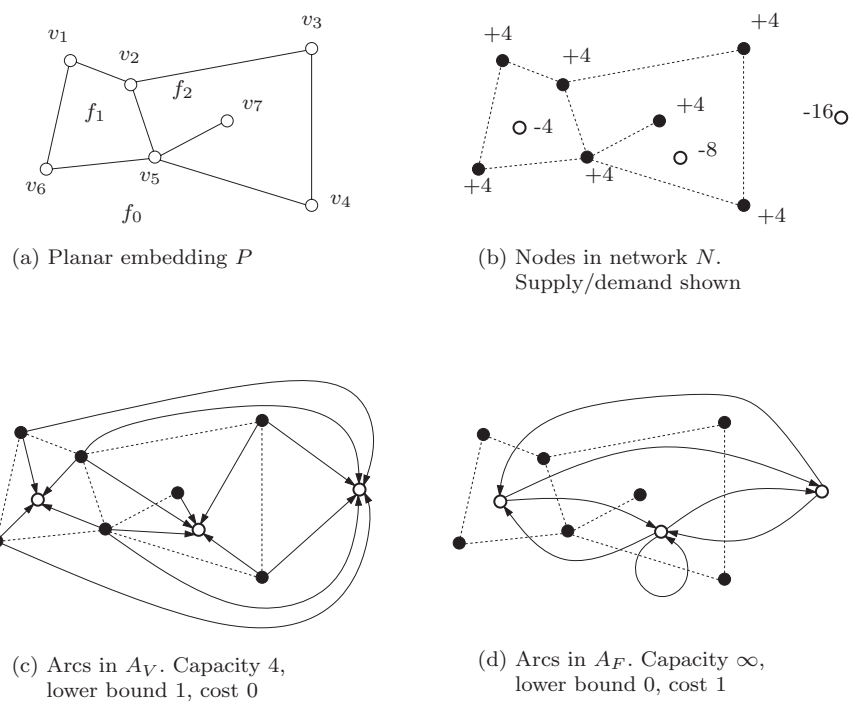 v1
v2
v3
f1
f2
v7
v6
v5
v4
f0
(a) Planar embedding P
+4
+4
+4
+4
-4
-8
-16
+4
+4
+4
(b) Nodes in network N.
Supply/demand shown
(c) Arcs in A_V. Capacity 4,
lower bound 1, cost 0
(d) Arcs in A_F. Capacity ∞,
lower bound 0, cost 1